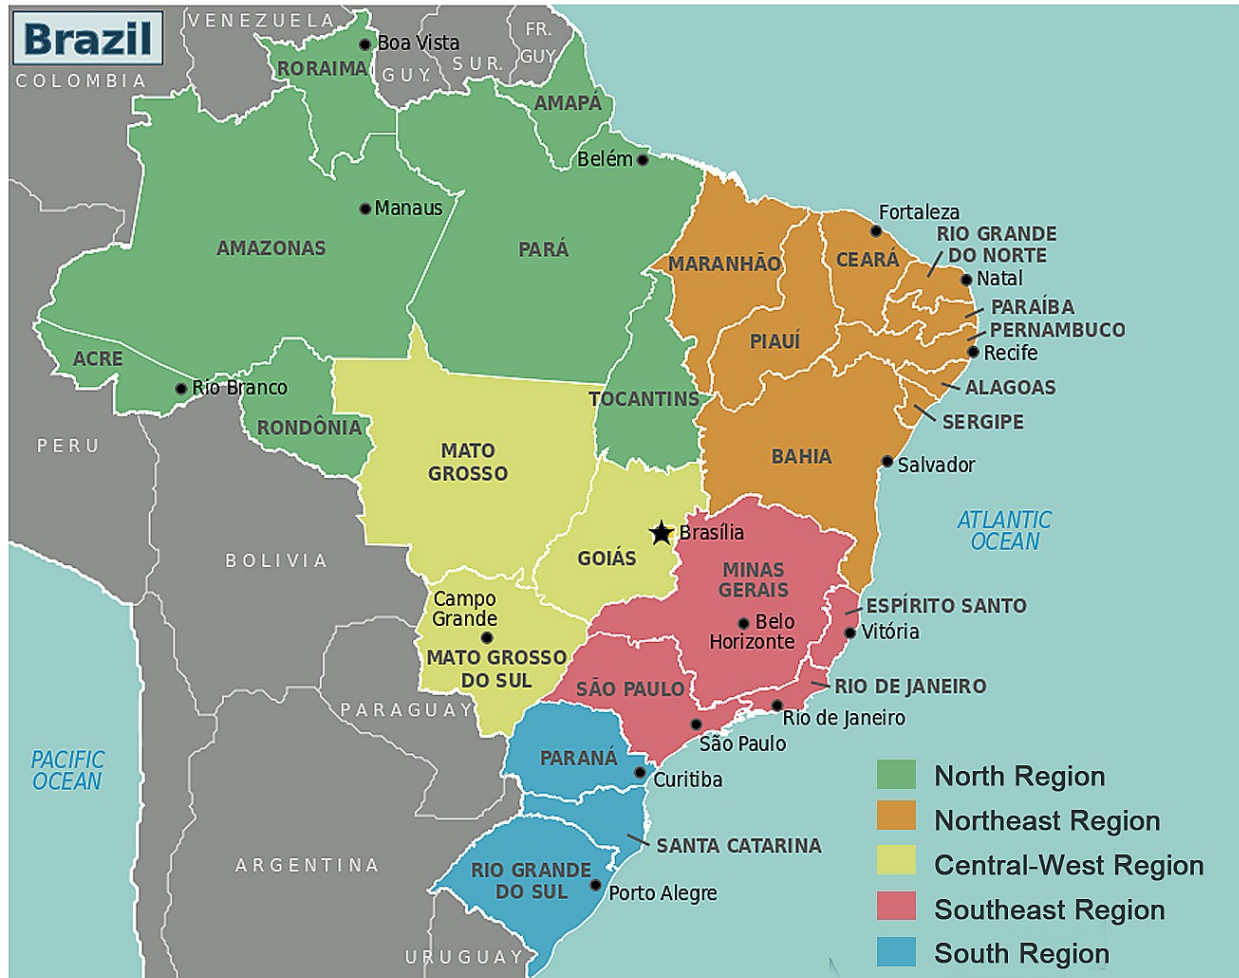 Brazil
VENEZUELA
COLOMBIA
Boa Vista
RORAIMA
GUY.
SUR.
FR.
GUY.
AMAPÁ
Belém
Manaus
AMAZONAS
PARÁ
MARANHÃO
CEARÁ
Fortaleza
RIO GRANDE
DO NORTE
Natal
PARAÍBA
PERNAMBUCO
Recife
PIAUÍ
ACRE
Rio Branco
RONDÔNIA
TOCANTINS
ALAGOAS
SERGIPE
PERU
MATO
GROSSO
BAHIA
Salvador
ATLANTIC
OCEAN
BOLIVIA
GOIÁS
Brasília
MINAS
GERAIS
Campo
Grande
Belo
Horizonte
ESPÍRITO SANTO
Vitória
MATO GROSSO
DO SUL
SÃO PAULO
RIO DE JANEIRO
Rio de Janeiro
PARAGUAY
São Paulo
PACIFIC
OCEAN
PARANÁ
Curitiba
SANTA CATARINA
ARGENTINA
RIO GRANDE
DO SUL
Porto Alegre
URUGUAY
North Region
Northeast Region
Central-West Region
Southeast Region
South Region